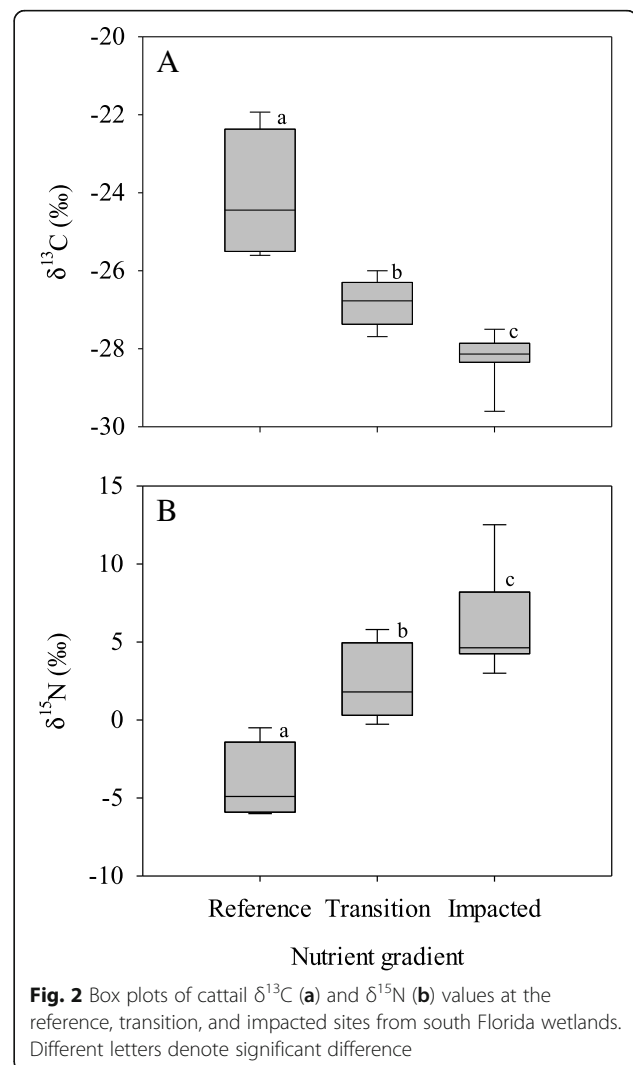 A
-20
-22
-24
-26
-28
-30
δ¹³C (‰)
a
b
c
B
15
10
5
0
-5
-10
δ¹⁵N (‰)
a
b
c
Reference Transition Impacted
Nutrient gradient
Fig. 2 Box plots of cattail δ¹³C (a) and δ¹⁵N (b) values at the
reference, transition, and impacted sites from south Florida wetlands.
Different letters denote significant difference